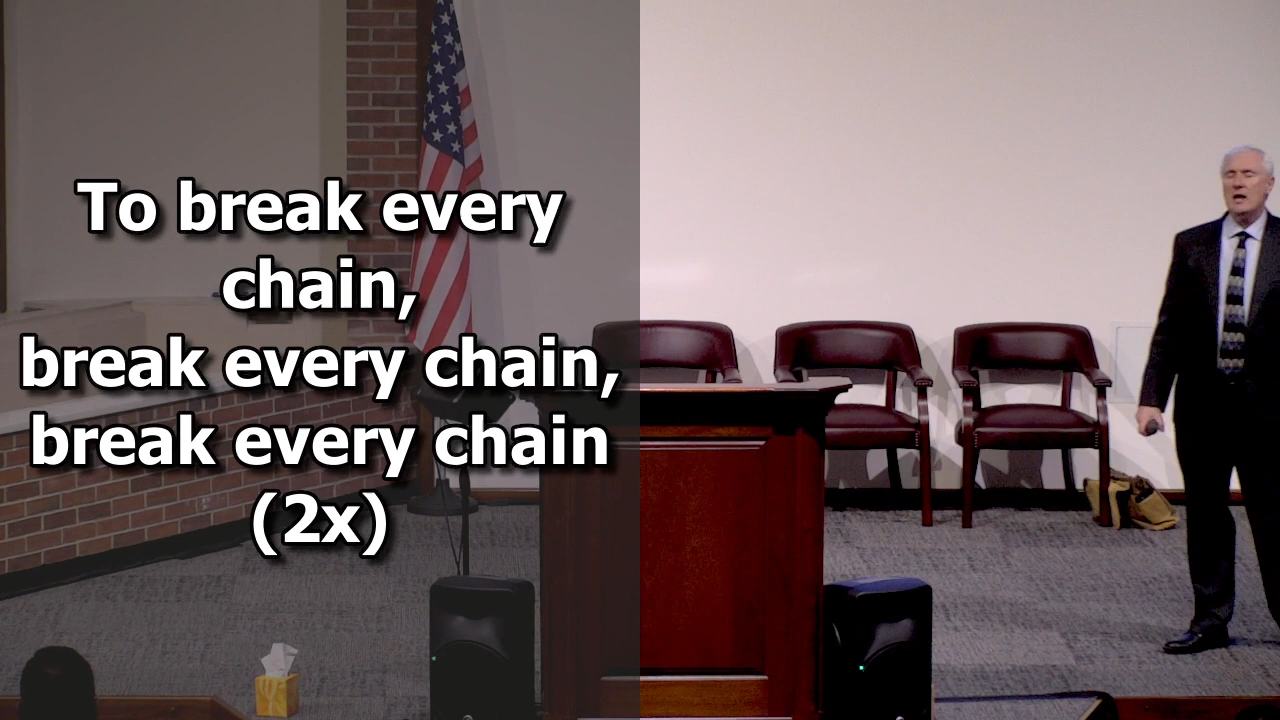 To break every
chain,
break every chain,
break every chain
(2x)